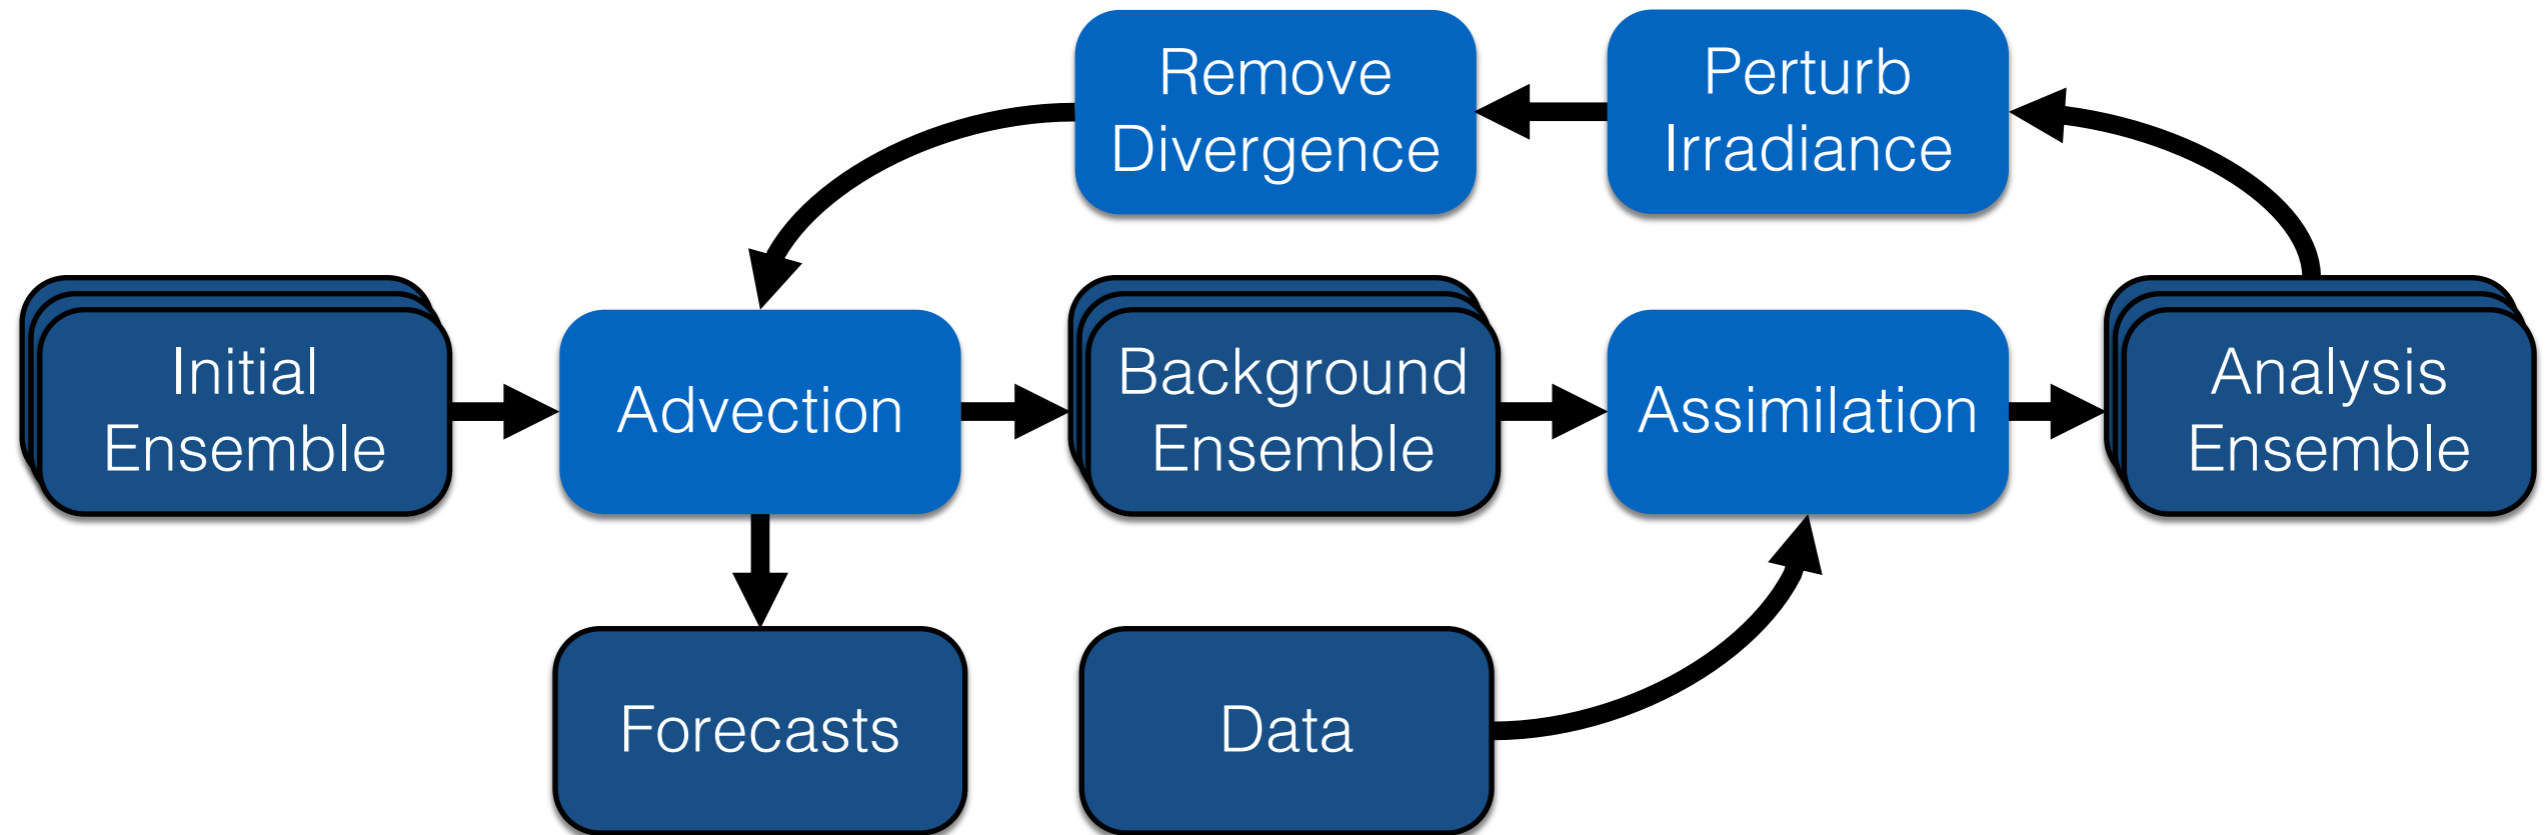 Remove
Divergence
Perturb
Irradiance
Initial
Ensemble
Advection
Background
Ensemble
Assimilation
Analysis
Ensemble
Forecasts
Data